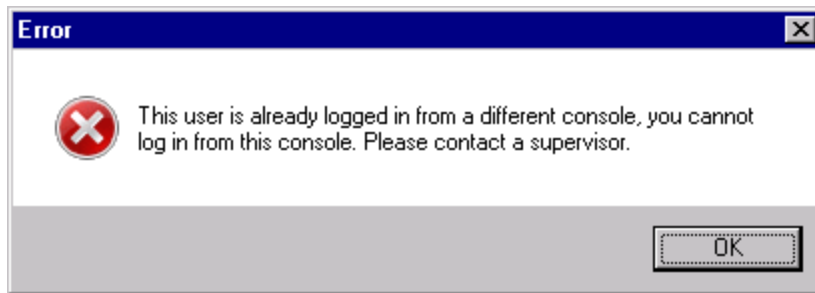 Error
This user is already logged in from a different console, you cannot
log in from this console. Please contact a supervisor.
OK